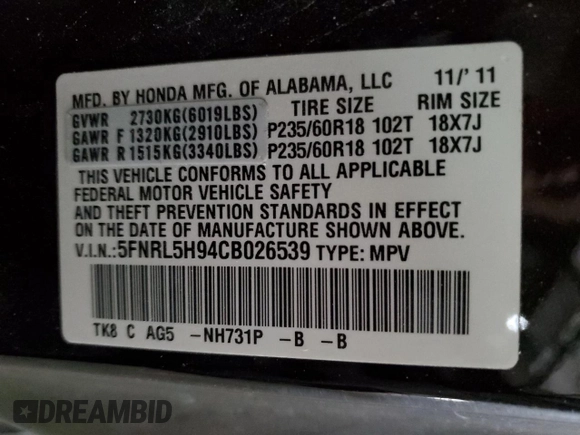 MFD. BY HONDA MFG. OF ALABAMA, LLC 11/'11
GVWR 2730KG(6019LBS) TIRE SIZE RIM SIZE
GAWR F 1320KG(2910LBS) P235/60R18 102T 18X7J
GAWR R 1515KG(3340LBS) P235/60R18 102T 18X7J
THIS VEHICLE CONFORMS TO ALL APPLICABLE
FEDERAL MOTOR VEHICLE SAFETY
AND THEFT PREVENTION STANDARDS IN EFFECT
ON THE DATE OF MANUFACTURE SHOWN ABOVE.
V.I.N.:5FNRL5H94CB026539 TYPE: MPV
TK8 C AG5 -NH731P -B -B
DREAMBID